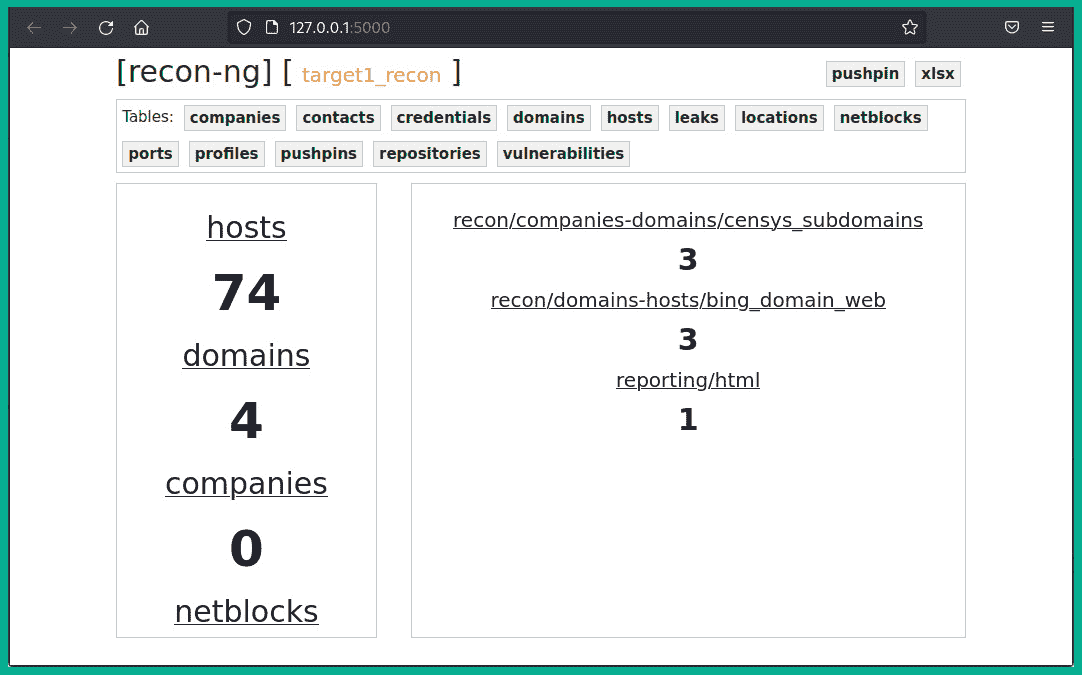 127.0.0.1:5000
[recon-ng] [ target1_recon ]
pushpin xlsx
Tables: companies contacts credentials domains hosts leaks locations netblocks
ports profiles pushpins repositories vulnerabilities
hosts
74
domains
4
companies
0
netblocks
recon/companies-domains/censys_subdomains
3
recon/domains-hosts/bing_domain_web
3
reporting/html
1